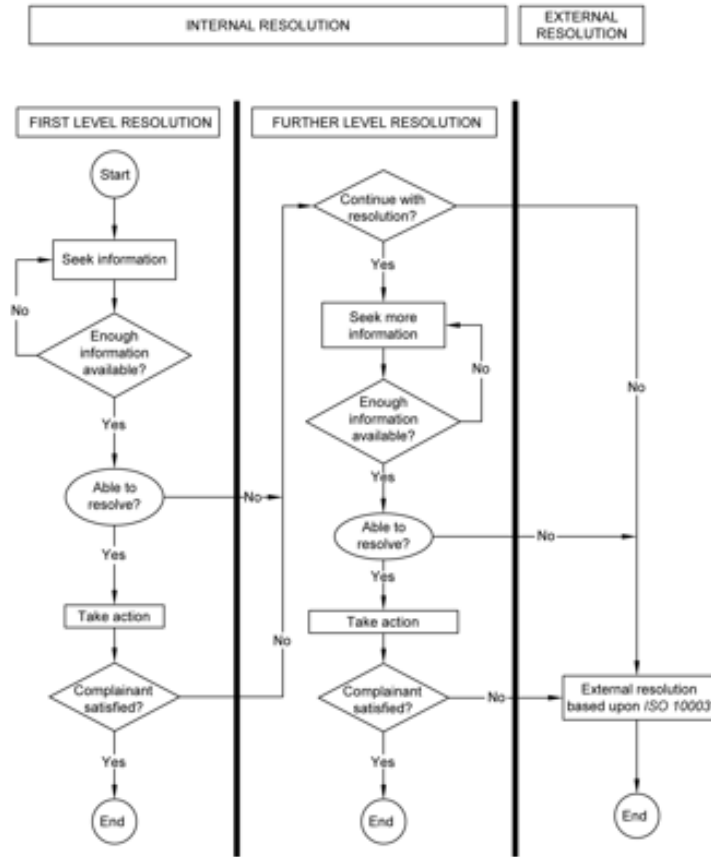 INTERNAL RESOLUTION
EXTERNAL
RESOLUTION
FIRST LEVEL RESOLUTION
FURTHER LEVEL RESOLUTION
Start
Seek information
No
Enough
information
available?
Yes
Able to
resolve?
No
Yes
Take action
No
Complainant
satisfied?
Yes
End
Continue with
resolution?
Yes
Seek more
information
No
Enough
information
available?
Yes
Able to
resolve?
No
Yes
Take action
Complainant
satisfied?
No
Yes
End
No
External resolution
based upon ISO 10003
End